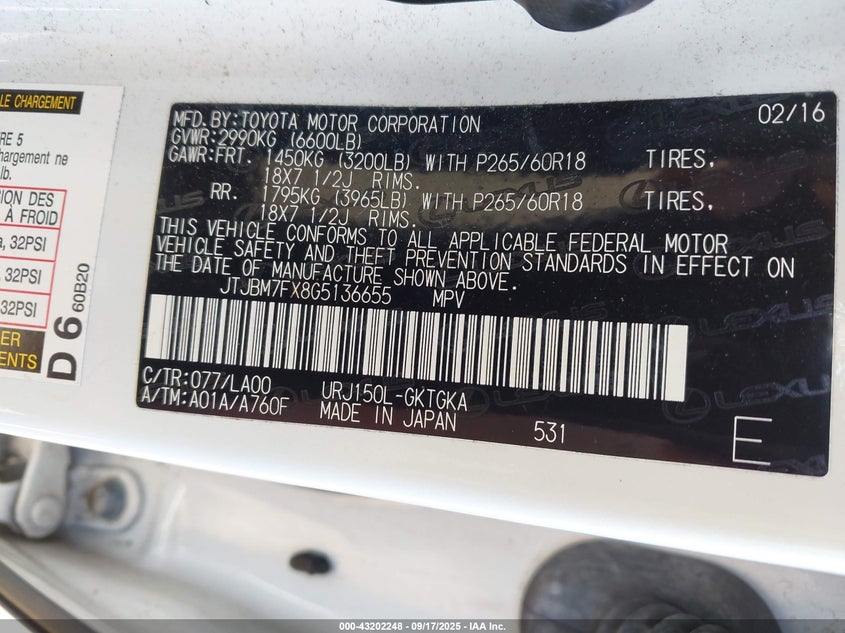 LE CHARGEMENT
RE 5
hargement ne
lb.
ION DES
À FROID
, 32PSI
, 32PSI
32PSI
ER
MENTS
D 6 60B20
MFD. BY: TOYOTA MOTOR CORPORATION 02/16
GVWR: 2990KG (6600LB)
GAWR: FRT. 1450KG (3200LB) WITH P265/60R18 TIRES,
18X7 1/2J RIMS.
RR. 1795KG (3965LB) WITH P265/60R18 TIRES,
18X7 1/2J RIMS.
THIS VEHICLE CONFORMS TO ALL APPLICABLE FEDERAL MOTOR
VEHICLE SAFETY AND THEFT PREVENTION STANDARDS IN EFFECT ON
THE DATE OF MANUFACTURE SHOWN ABOVE.
JTJBM7FX8G5136655 MPV
C/TR: 077/LA00 URJ150L-GKTGKA
A/TM: A01A/A760F MADE IN JAPAN 531 E
LEXUS
000-43202248 - 09/17/2025 - IAA Inc.